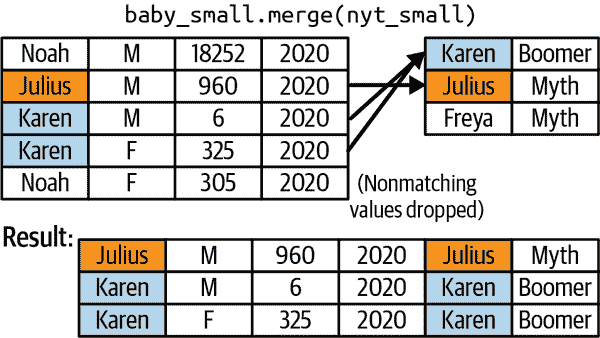 baby_small.merge(nyt_small)
Noah M 18252 2020
Julius M 960 2020
Karen M 6 2020
Karen F 325 2020
Noah F 305 2020
Karen Boomer
Julius Myth
Freya Myth
(Nonmatching
values dropped)
Result:
Julius M 960 2020 Julius Myth
Karen M 6 2020 Karen Boomer
Karen F 325 2020 Karen Boomer